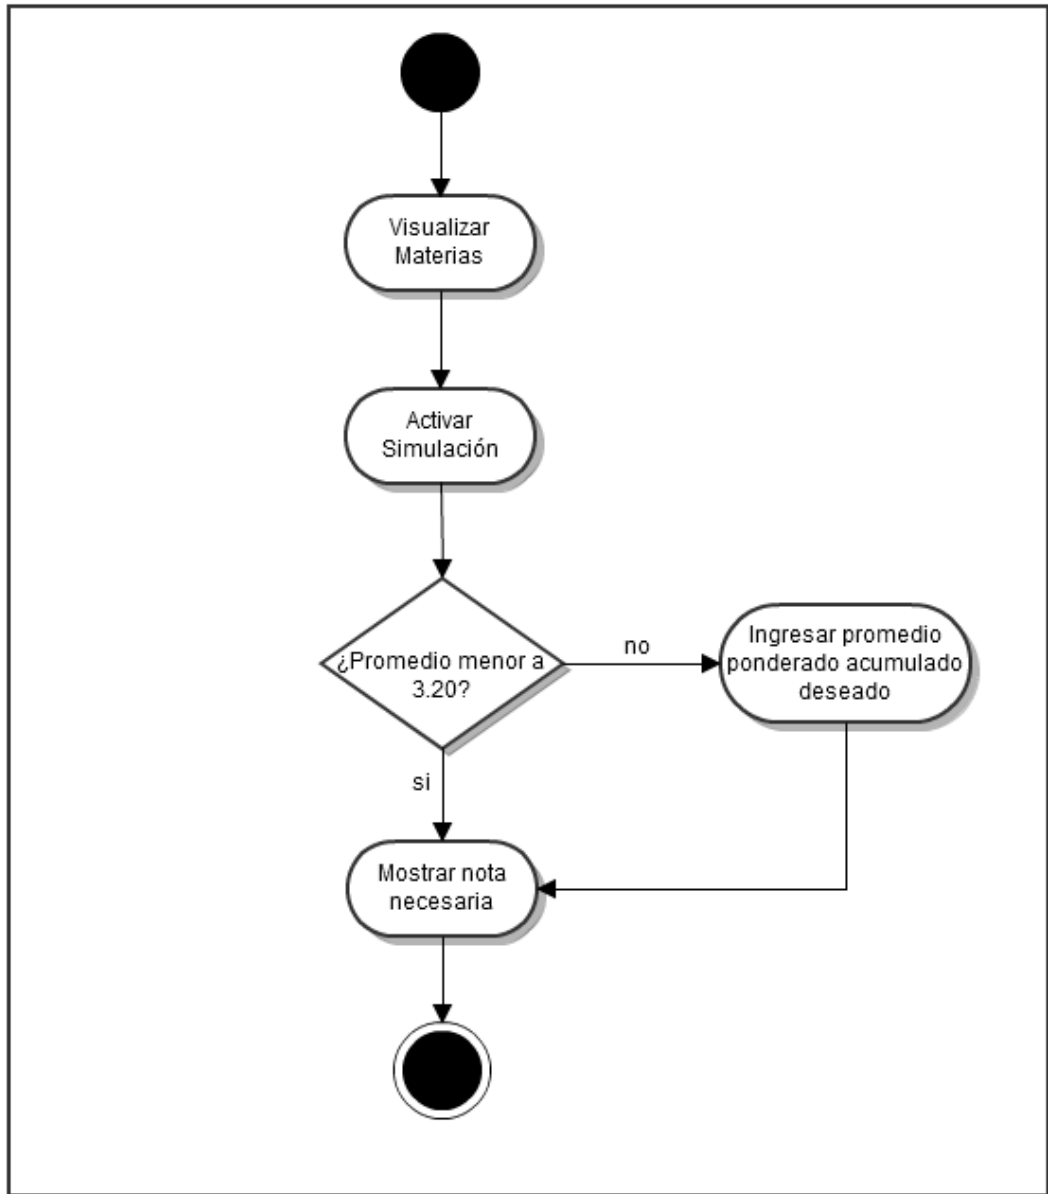 Visualizar
Materias
Activar
Simulación
¿Promedio menor a
3.20?
no
Ingresar promedio
ponderado acumulado
deseado
si
Mostrar nota
necesaria